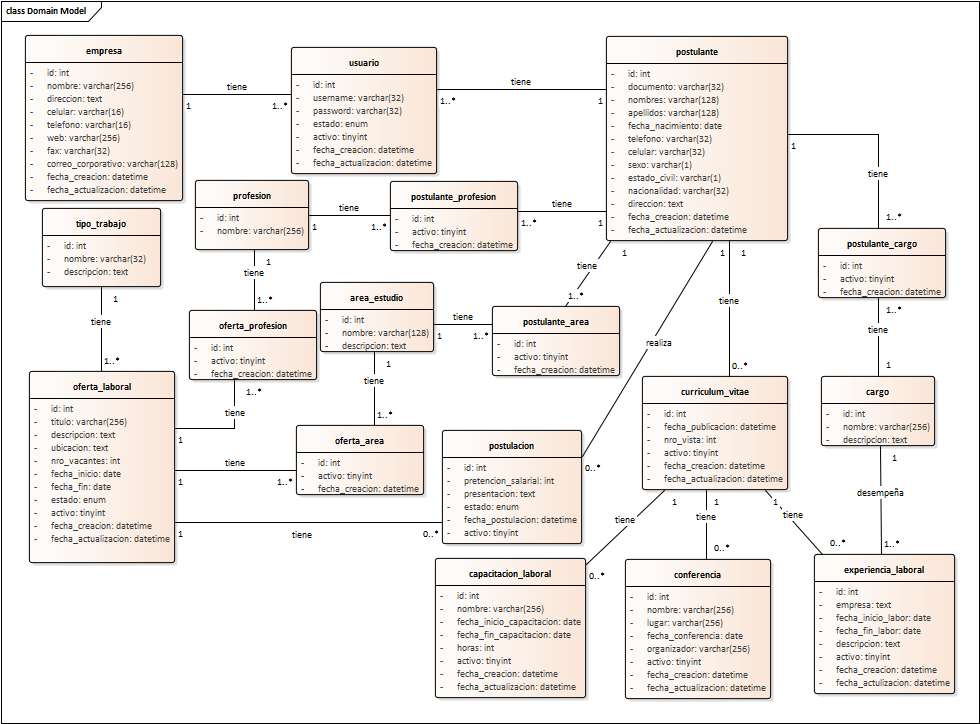 class Domain Model
empresa
- id: int
- nombre: varchar(256)
- direccion: text
- celular: varchar(16)
- telefono: varchar(16)
- web: varchar(256)
- fax: varchar(32)
- correo_corporativo: varchar(128)
- fecha_creacion: datetime
- fecha_actualizacion: datetime
tiene
1
1..*
usuario
- id: int
- username: varchar(32)
- password: varchar(32)
- estado: enum
- activo: tinyint
- fecha_creacion: datetime
- fecha_actualizacion: datetime
tiene
1..*
1
postulante
- id: int
- documento: varchar(32)
- nombres: varchar(128)
- apellidos: varchar(128)
- fecha_nacimiento: date
- telefono: varchar(32)
- celular: varchar(32)
- sexo: varchar(1)
- estado_civil: varchar(1)
- nacionalidad: varchar(32)
- direccion: text
- fecha_creacion: datetime
- fecha_actualizacion: datetime
1
tiene
1..*
profesion
- id: int
- nombre: varchar(256)
tiene
1
1..*
postulante_profesion
- id: int
- activo: tinyint
- fecha_creacion: datetime
tiene
1..*
1
tipo_trabajo
- id: int
- nombre: varchar(32)
- descripcion: text
1
tiene
1..*
1
tiene
1..*
postulante_cargo
- id: int
- activo: tinyint
- fecha_creacion: datetime
1..*
tiene
1
1
tiene
1..*
1
realiza
0..*
1
tiene
0..*
area_estudio
- id: int
- nombre: varchar(128)
- descripcion: text
tiene
1
1..*
postulante_area
- id: int
- activo: tinyint
- fecha_creacion: datetime
oferta_profesion
- id: int
- activo: tinyint
- fecha_creacion: datetime
1..*
tiene
1
1
tiene
1..*
oferta_laboral
- id: int
- titulo: varchar(256)
- descripcion: text
- ubicacion: text
- nro_vacantes: int
- fecha_inicio: date
- fecha_fin: date
- estado: enum
- activo: tinyint
- fecha_creacion: datetime
- fecha_actualizacion: datetime
tiene
1
1..*
oferta_area
- id: int
- activo: tinyint
- fecha_creacion: datetime
1
tiene
0..*
postulacion
- id: int
- pretencion_salarial: int
- presentacion: text
- estado: enum
- fecha_postulacion: datetime
- activo: tinyint
curriculum_vitae
- id: int
- fecha_publicacion: datetime
- nro_vista: int
- activo: tinyint
- fecha_creacion: datetime
- fecha_actualizacion: datetime
cargo
- id: int
- nombre: varchar(256)
- descripcion: text
1
desempeña
1..*
1
tiene
0..*
1
tiene
0..*
1
tiene
0..*
capacitacion_laboral
- id: int
- nombre: varchar(256)
- fecha_inicio_capacitacion: date
- fecha_fin_capacitacion: date
- horas: int
- activo: tinyint
- fecha_creacion: datetime
- fecha_actualizacion: datetime
conferencia
- id: int
- nombre: varchar(256)
- lugar: varchar(256)
- fecha_conferencia: date
- organizador: varchar(256)
- activo: tinyint
- fecha_creacion: datetime
- fecha_actualizacion: datetime
experiencia_laboral
- id: int
- empresa: text
- fecha_inicio_labor: date
- fecha_fin_labor: date
- descripcion: text
- activo: tinyint
- fecha_creacion: datetime
- fecha_actulizacion: datetime